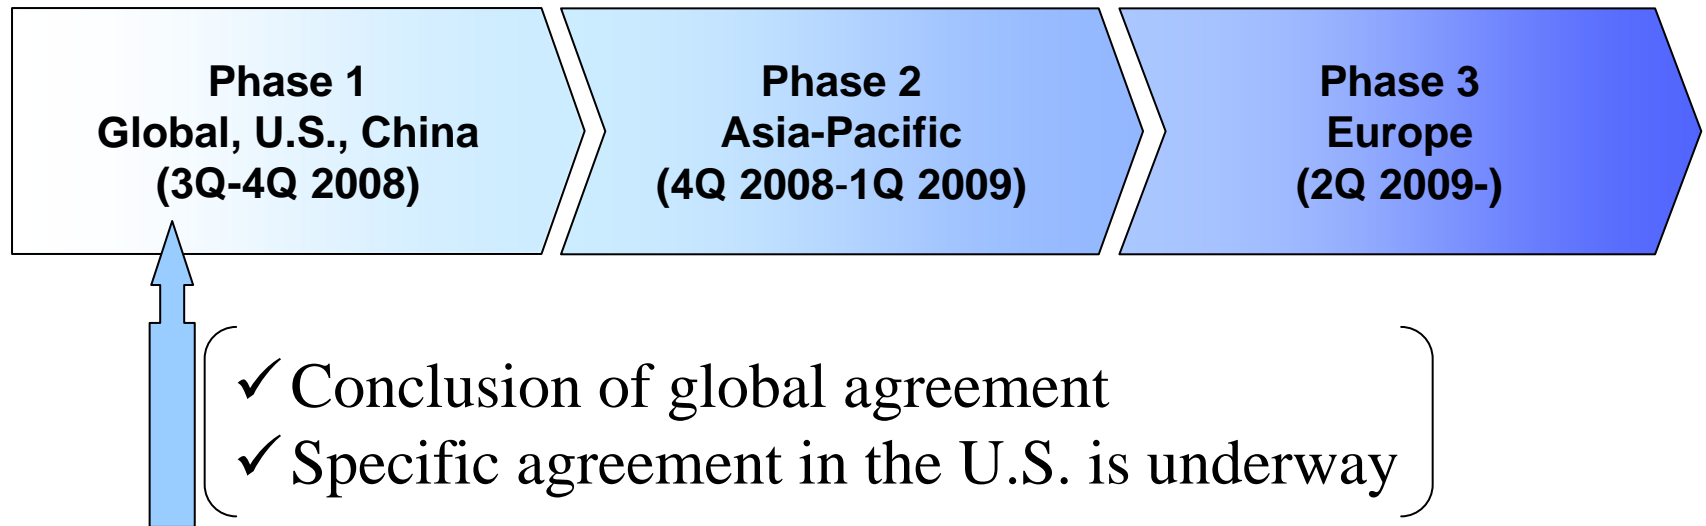 Phase 1
Global, U.S., China
(3Q-4Q 2008)
Phase 2
Asia-Pacific
(4Q 2008-1Q 2009)
Phase 3
Europe
(2Q 2009-)
✓ Conclusion of global agreement
✓ Specific agreement in the U.S. is underway